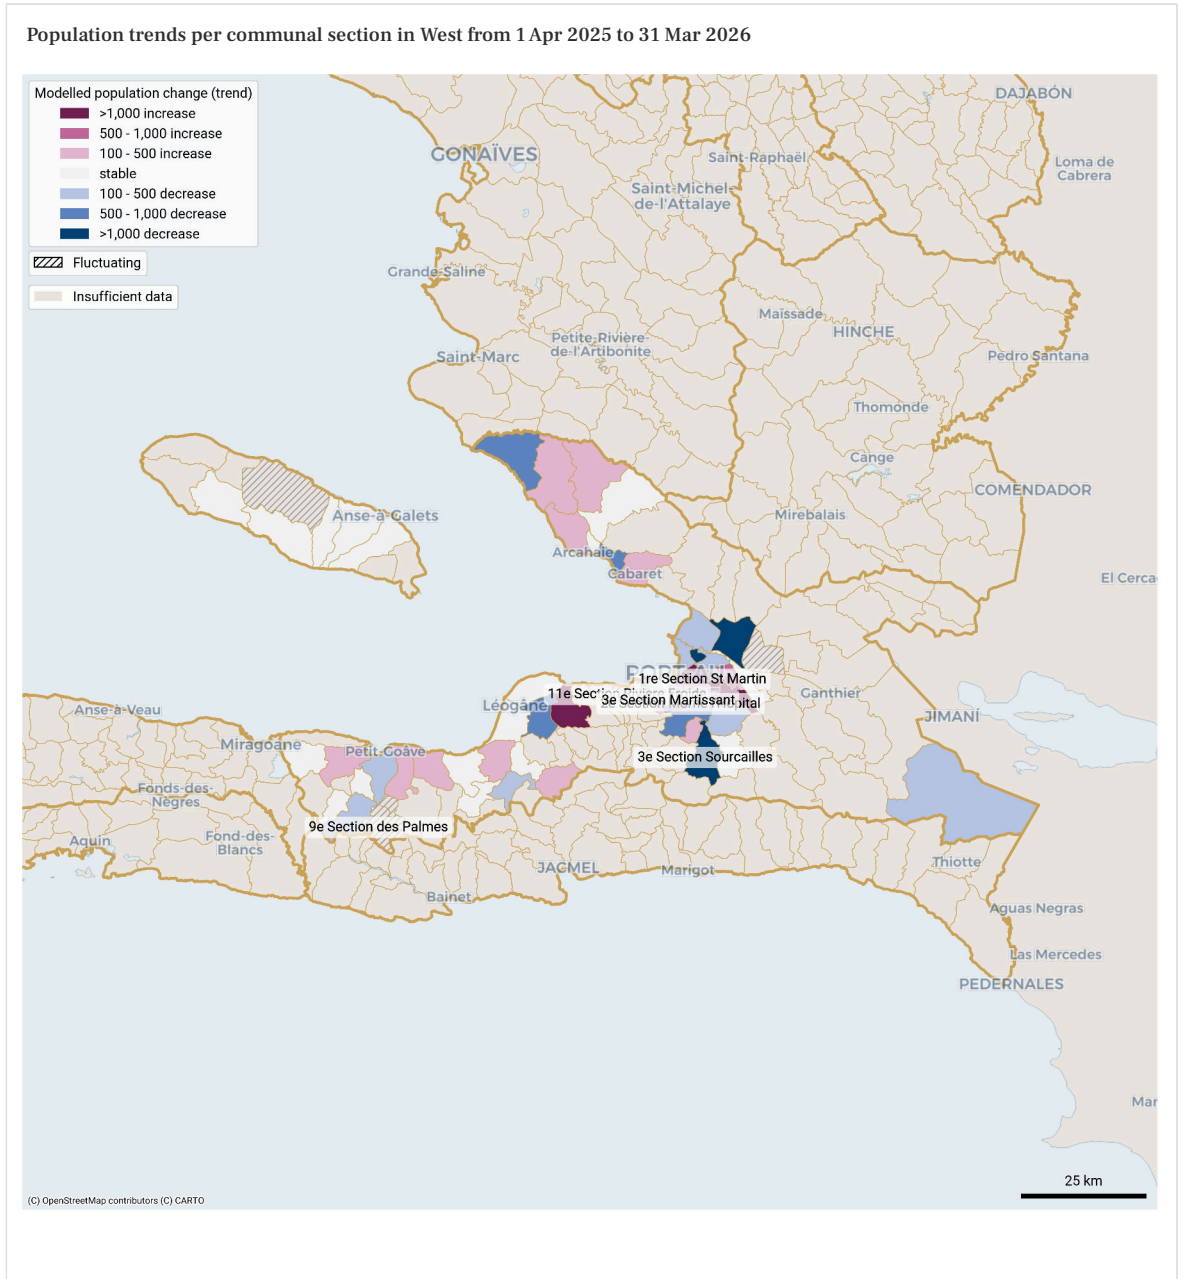 Population trends per communal section in West from 1 Apr 2025 to 31 Mar 2026
Modelled population change (trend)
>1,000 increase
500 - 1,000 increase
100 - 500 increase
stable
100 - 500 decrease
500 - 1,000 decrease
>1,000 decrease
Fluctuating
Insufficient data
DAJABÓN
GONAÏVES
Saint-Raphaël
Loma de
Cabrera
Saint-Michel-
de-l'Attalaye
Grande-Saline
Maïssade
HINCHE
Petite-Rivière-
de-l'Artibonite
Saint-Marc
Pedro Santana
Thomonde
Cange
COMENDADOR
Anse-à-Galets
Mirebalais
Arcahaie
Cabaret
El Cerca
1re Section St Martin
11e Section Riviere Froide
3e Section Martissant
Ganthier
Léogâne
Anse-à-Veau
JIMANÍ
Miragoâne
Petit-Goâve
3e Section Sourcailles
Fonds-des-
Nègres
9e Section des Palmes
Aquin
Fond-des-
Blancs
JACMEL
Marigot
Thiotte
Bainet
Aguas Negras
Las Mercedes
PEDERNALES
Mar
25 km
(C) OpenStreetMap contributors (C) CARTO